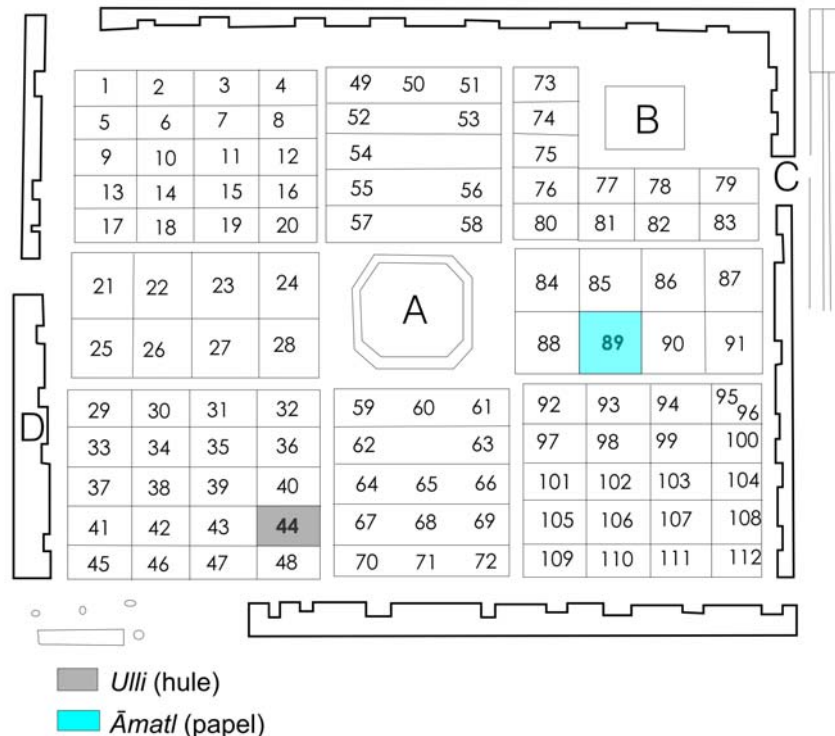 1 2 3 4 49 50 51 73
5 6 7 8 52 53 74 B
9 10 11 12 54 75
13 14 15 16 55 56 76 77 78 79 C
17 18 19 20 57 58 80 81 82 83
21 22 23 24 A 84 85 86 87
25 26 27 28 88 89 90 91
29 30 31 32 59 60 61 92 93 94 95 96
D 33 34 35 36 62 63 97 98 99 100
37 38 39 40 64 65 66 101 102 103 104
41 42 43 44 67 68 69 105 106 107 108
45 46 47 48 70 71 72 109 110 111 112
Ulli (hule)
Āmatl (papel)